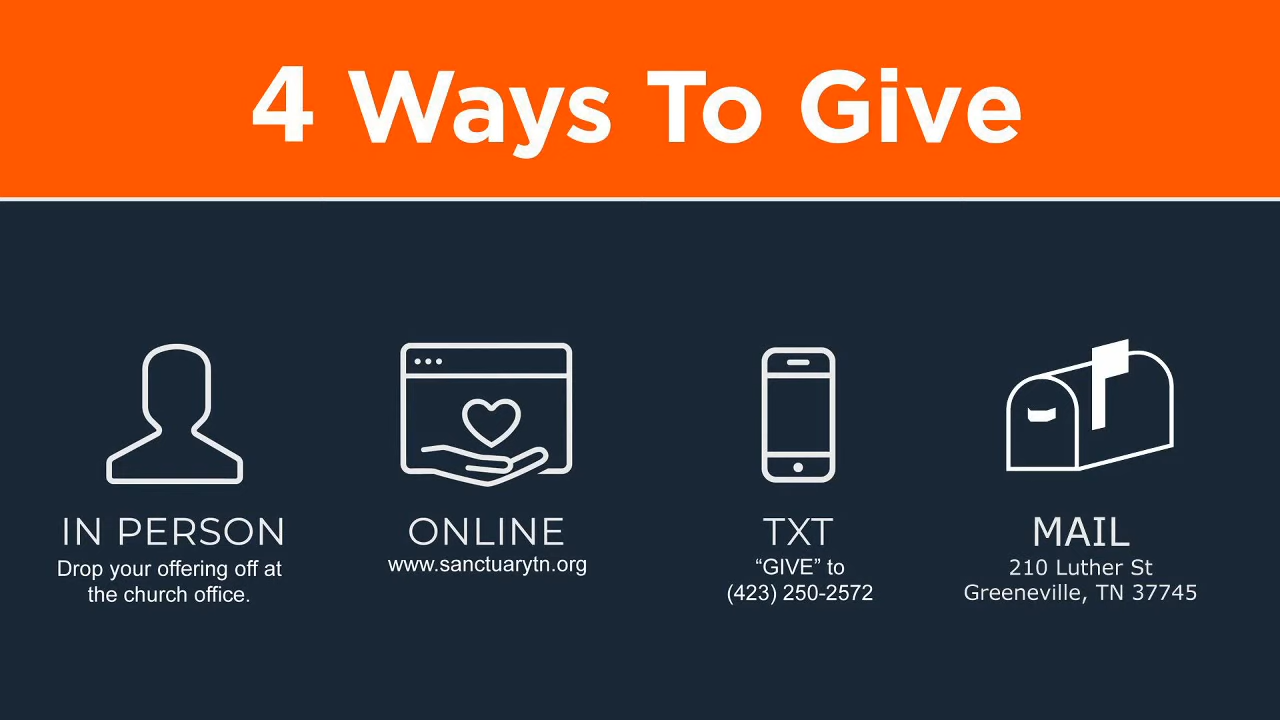 4 Ways To Give
IN PERSON
Drop your offering off at
the church office.
ONLINE
www.sanctuarytn.org
TXT
“GIVE” to
(423) 250-2572
MAIL
210 Luther St
Greeneville, TN 37745